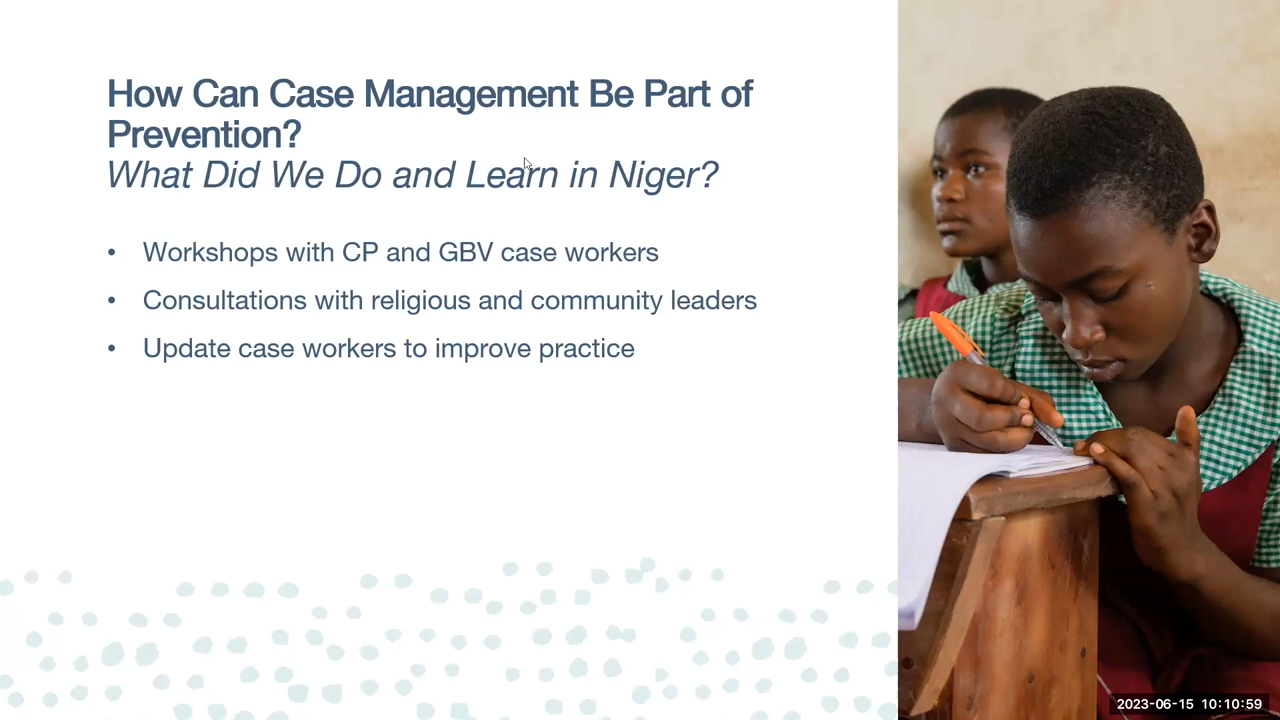 How Can Case Management Be Part of
Prevention?
What Did We Do and Learn in Niger?
• Workshops with CP and GBV case workers
• Consultations with religious and community leaders
• Update case workers to improve practice
2023-06-15 10:10:59